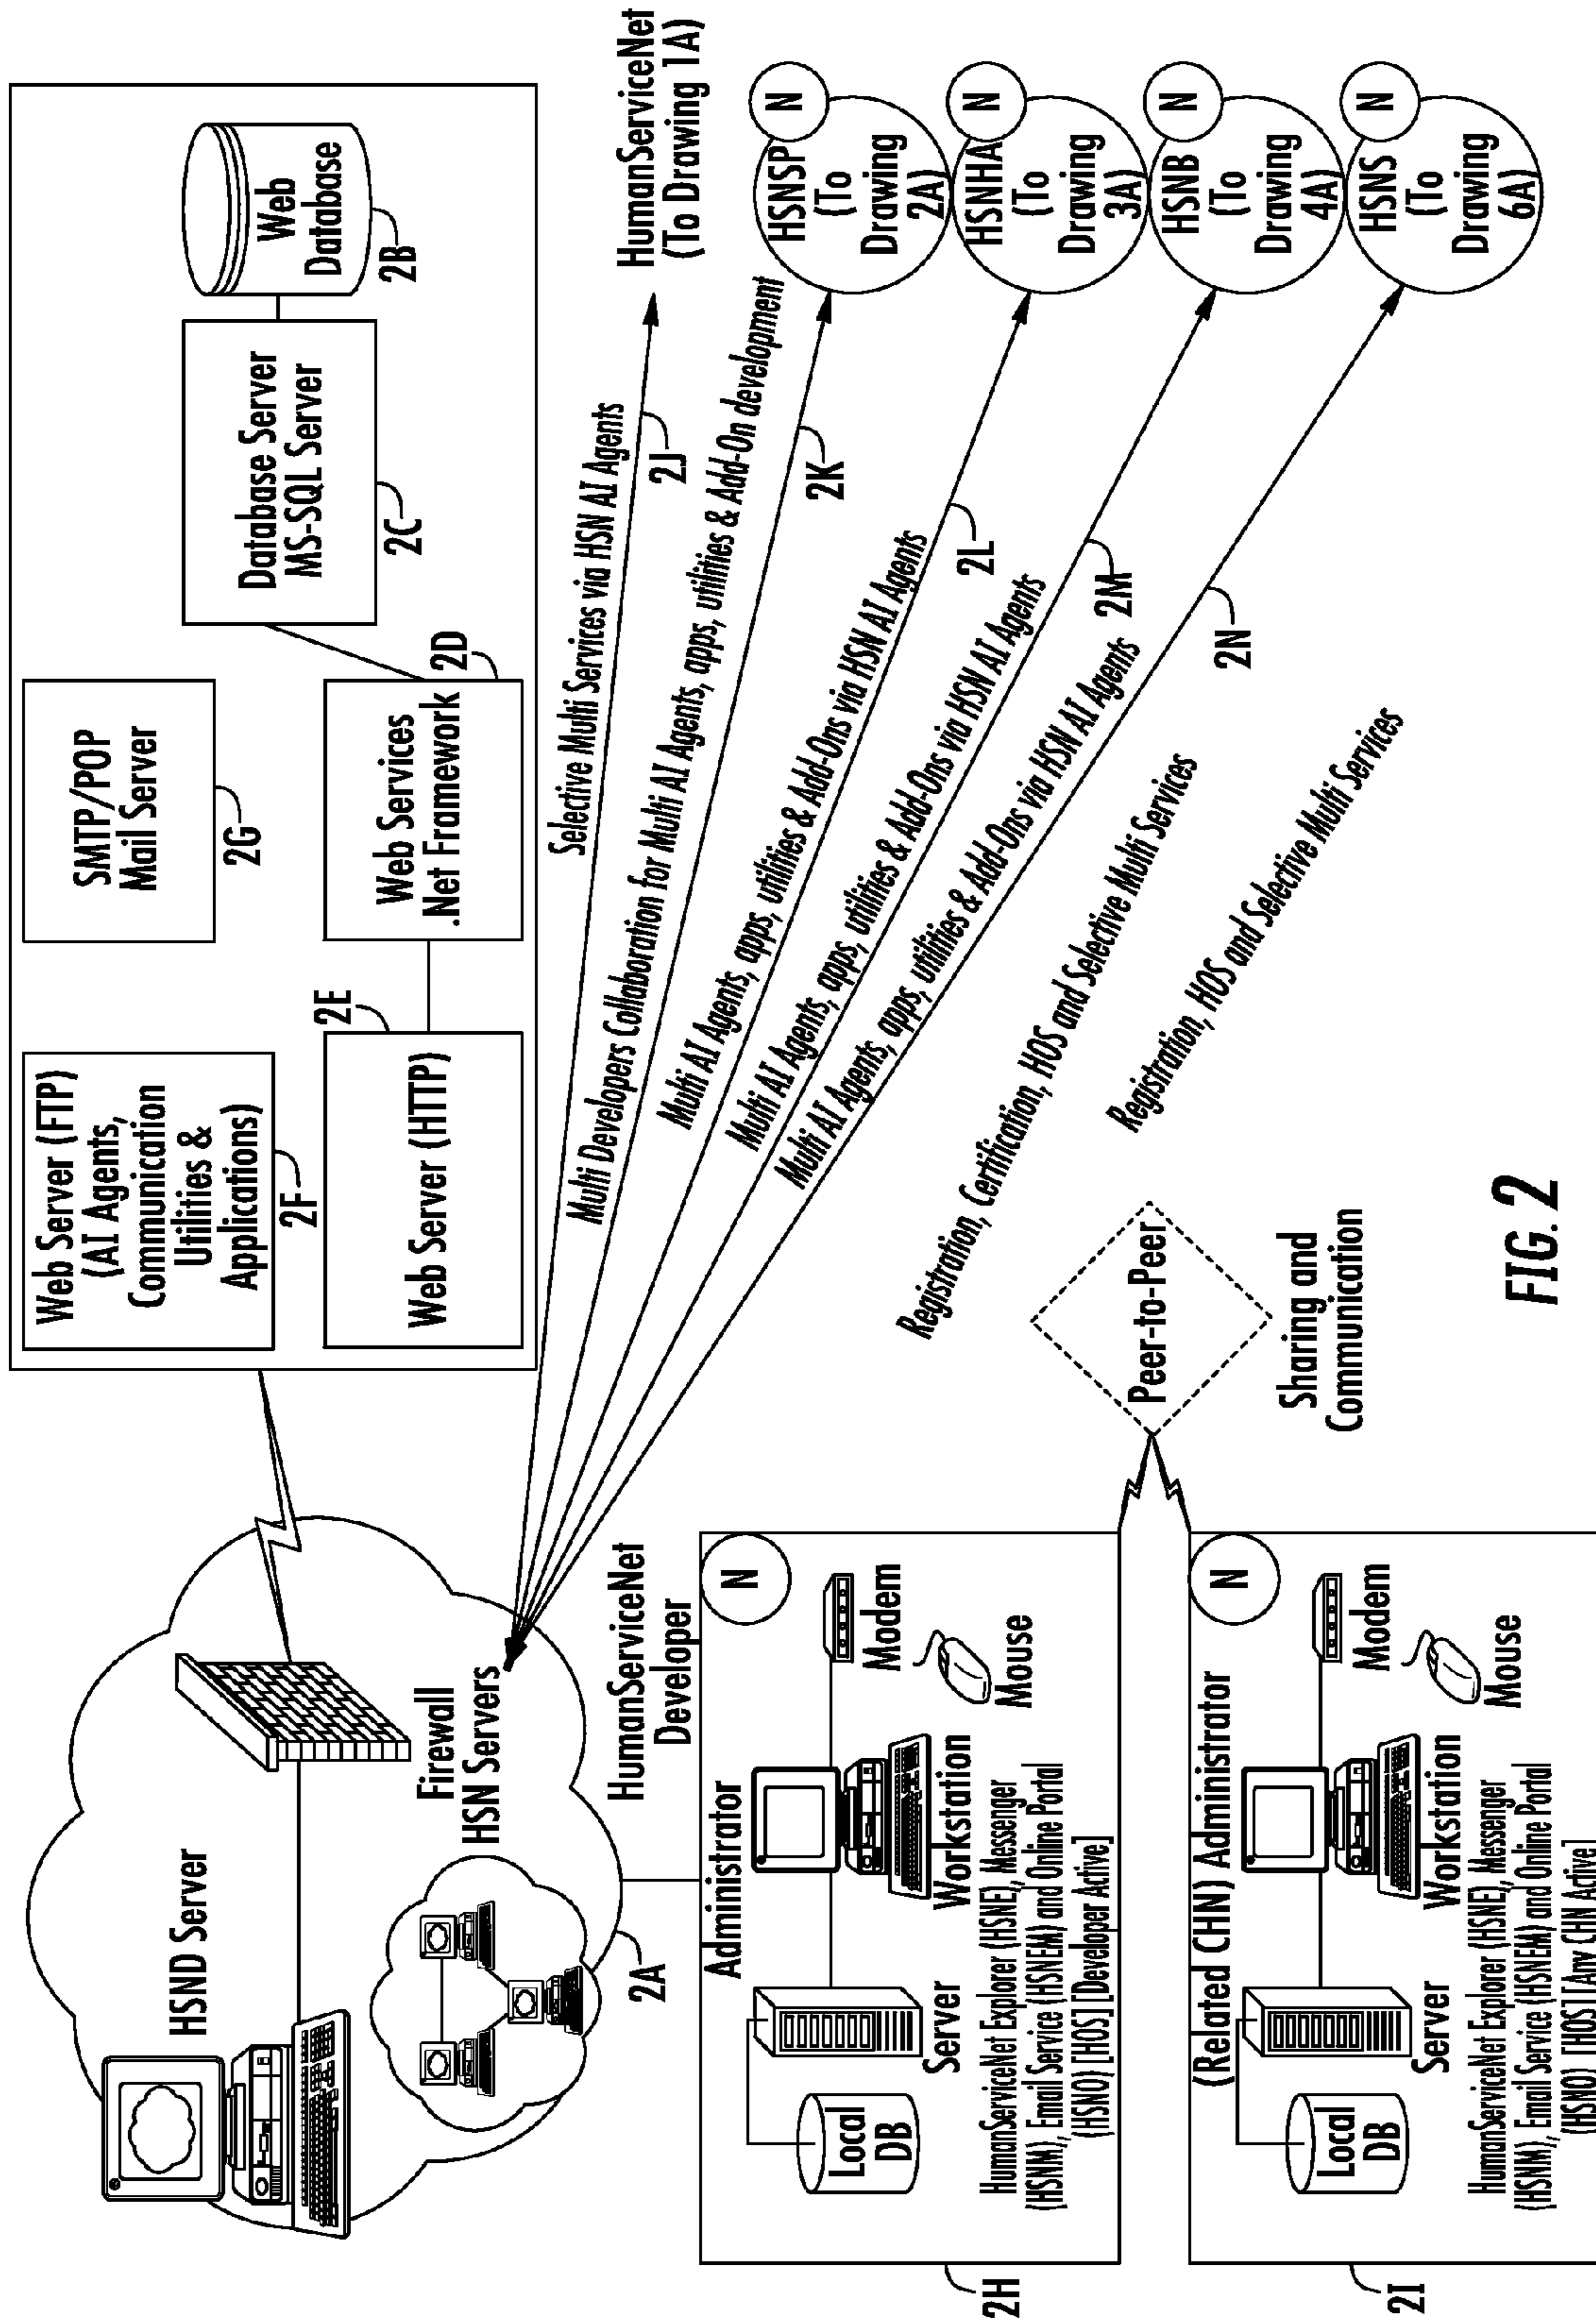 HSND Server
Firewall
HSN Servers
2A
Web Server (FTP)
(AI Agents,
Communication
Utilities &
Applications)
2F
SMTP/POP
Mail Server
2G
Web Server (HTTP)
2E
Web Services
.Net Framework
2D
Database Server
MS-SQL Server
2C
Web
Database
2B
Selective Multi Services via HSN AI Agents
2J
HumanServiceNet
(To Drawing 1A)
Multi Developers Collaboration for Multi AI Agents, apps, utilities & Add-On development
2K
HSNSP
(To
Drawing
2A)
N
Multi AI Agents, apps, utilities & Add-Ons via HSN AI Agents
2L
HSNHA
(To
Drawing
3A)
N
Multi AI Agents, apps, utilities & Add-Ons via HSN AI Agents
2M
HSNB
(To
Drawing
4A)
N
Multi AI Agents, apps, utilities & Add-Ons via HSN AI Agents
2N
HSNS
(To
Drawing
6A)
N
Registration, Certification, HOS and Selective Multi Services
Registration, HOS and Selective Multi Services
HumanServiceNet
Developer
Administrator
N
Local
DB
Server
Workstation
Modem
Mouse
HumanServiceNet Explorer (HSNE), Messenger
(HSNM), Email Service (HSNEM) and Online Portal
(HSNO) [HOS] [Developer Active]
2H
Peer-to-Peer
Sharing and
Communication
(Related CHN) Administrator
N
Local
DB
Server
Workstation
Modem
Mouse
HumanServiceNet Explorer (HSNE), Messenger
(HSNM), Email Service (HSNEM) and Online Portal
(HSNO) [HOS] [Any CHN Active]
2I
FIG. 2